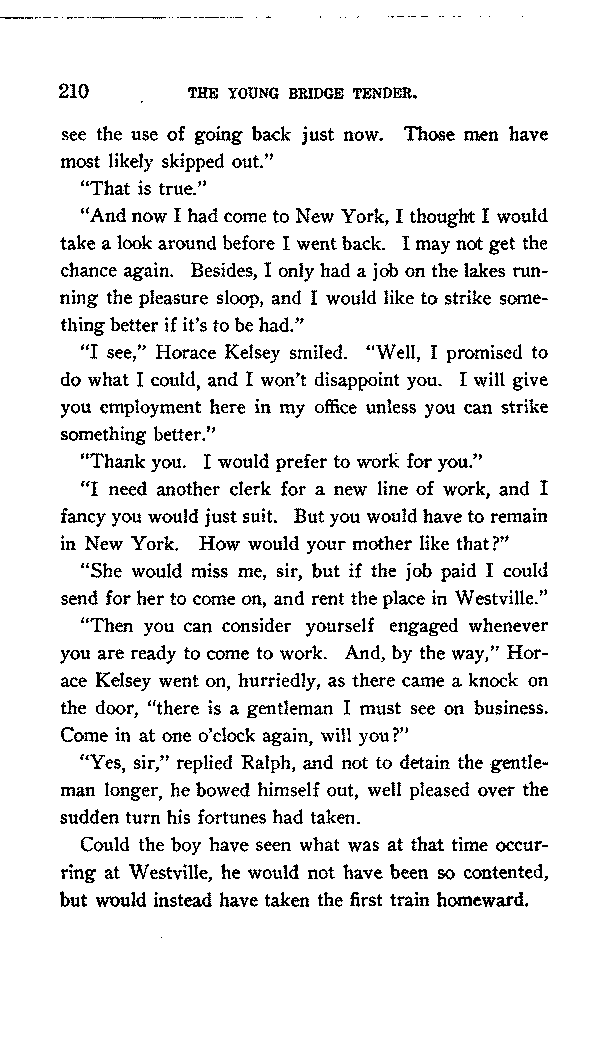 210 THE YOUNG BRIDGE TENDER.
see the use of going back just now. Those men have
most likely skipped out.”
“That is true.”
“And now I had come to New York, I thought I would
take a look around before I went back. I may not get the
chance again. Besides, I only had a job on the lakes run-
ning the pleasure sloop, and I would like to strike some-
thing better if it’s to be had.”
“I see,” Horace Kelsey smiled. “Well, I promised to
do what I could, and I won’t disappoint you. I will give
you employment here in my office unless you can strike
something better.”
“Thank you. I would prefer to work for you.”
“I need another clerk for a new line of work, and I
fancy you would just suit. But you would have to remain
in New York. How would your mother like that?”
“She would miss me, sir, but if the job paid I could
send for her to come on, and rent the place in Westville.”
“Then you can consider yourself engaged whenever
you are ready to come to work. And, by the way,” Hor-
ace Kelsey went on, hurriedly, as there came a knock on
the door, “there is a gentleman I must see on business.
Come in at one o’clock again, will you?”
“Yes, sir,” replied Ralph, and not to detain the gentle-
man longer, he bowed himself out, well pleased over the
sudden turn his fortunes had taken.
Could the boy have seen what was at that time occur-
ring at Westville, he would not have been so contented,
but would instead have taken the first train homeward.